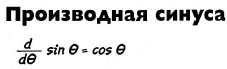 Производная синуса
d/dθ sin θ = cos θ